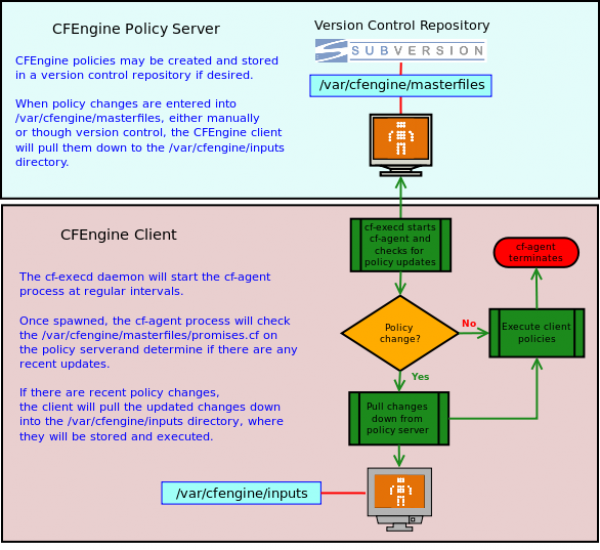 CFEngine Policy Server
CFEngine policies may be created and stored
in a version control repository if desired.
When policy changes are entered into
/var/cfengine/masterfiles, either manually
or though version control, the CFEngine client
will pull them down to the /var/cfengine/inputs
directory.
Version Control Repository
SUBVERSION
/var/cfengine/masterfiles
CFEngine Client
The cf-execd daemon will start the cf-agent
process at regular intervals.
Once spawned, the cf-agent process will check
the /var/cfengine/masterfiles/promises.cf on
the policy serverand determine if there are any
recent updates.
If there are recent policy changes,
the client will pull the updated changes down
into the /var/cfengine/inputs directory, where
they will be stored and executed.
cf-execd starts
cf-agent and
checks for
policy updates
cf-agent
terminates
Policy
change?
No
Execute client
policies
Yes
Pull changes
down from
policy server
/var/cfengine/inputs